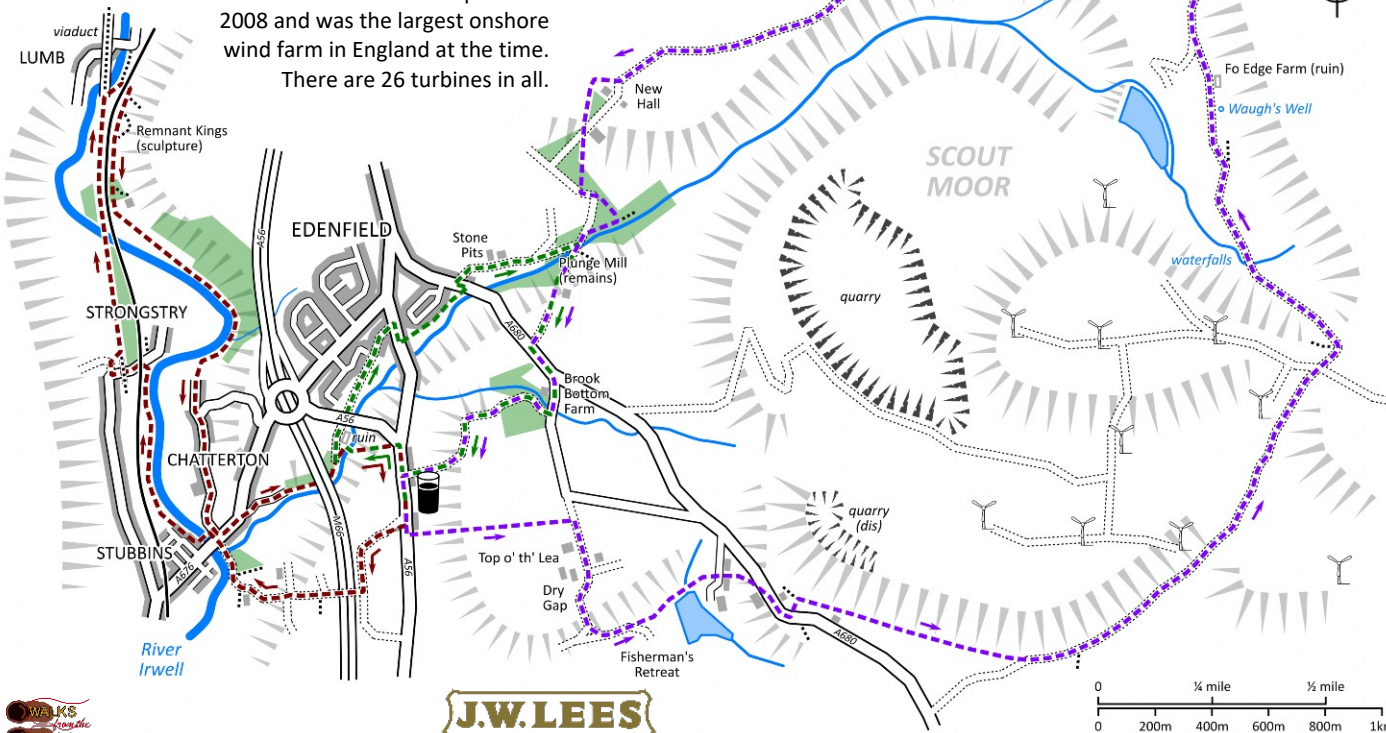 2008 and was the largest onshore
wind farm in England at the time.
There are 26 turbines in all.
viaduct
LUMB
Remnant Kings
(sculpture)
New
Hall
Fo Edge Farm (ruin)
Waugh's Well
SCOUT
MOOR
A56
EDENFIELD
Stone
Pits
Plunge Mill
(remains)
waterfalls
quarry
STRONGSTRY
A680
Brook
Bottom
Farm
A56
ruin
CHATTERTON
M66
quarry
(dis)
STUBBINS
A676
A56
Top o' th' Lea
Dry
Gap
A680
River
Irwell
Fisherman's
Retreat
WALKS
from the
J.W.LEES
0
¼ mile
½ mile
0
200m
400m
600m
800m